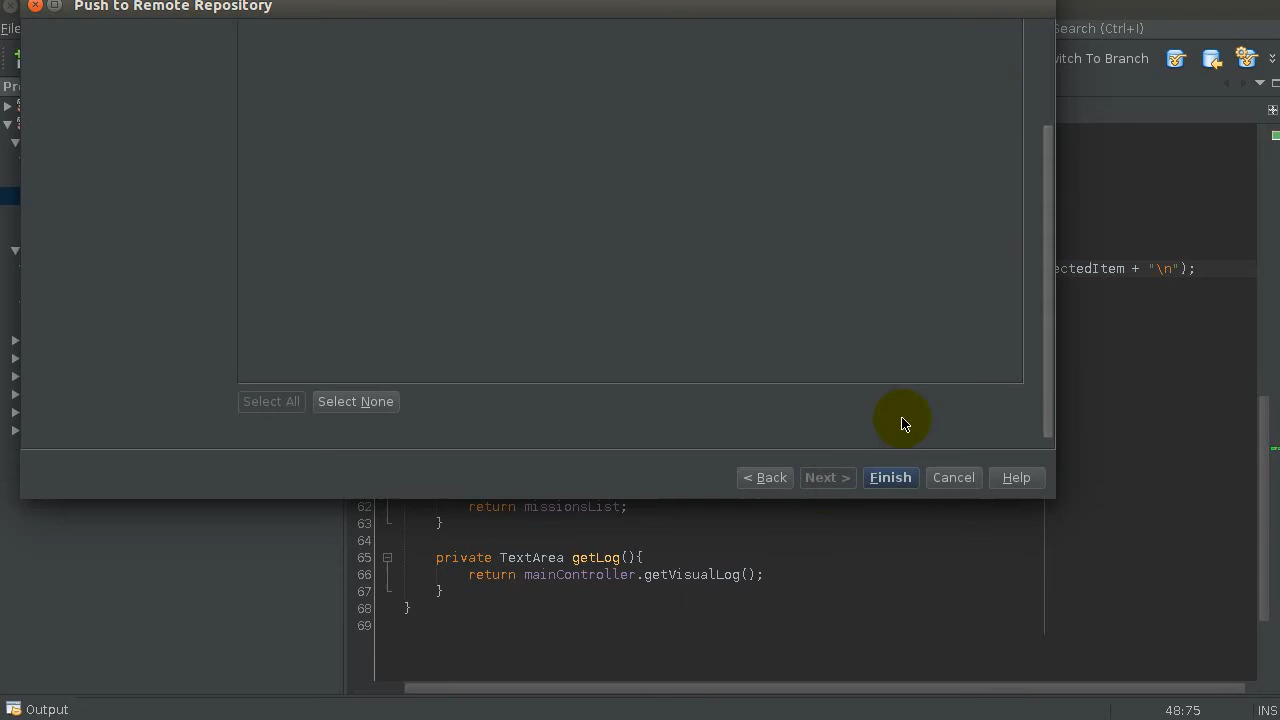 Push to Remote Repository
File
Search (Ctrl+I)
Switch To Branch
ectedItem + "\n");
Select All Select None
< Back Next > Finish Cancel Help
62 return missionsList;
63 }
64
65 private TextArea getLog(){
66 return mainController.getVisualLog();
67 }
68 }
69
Output
48:75 INS